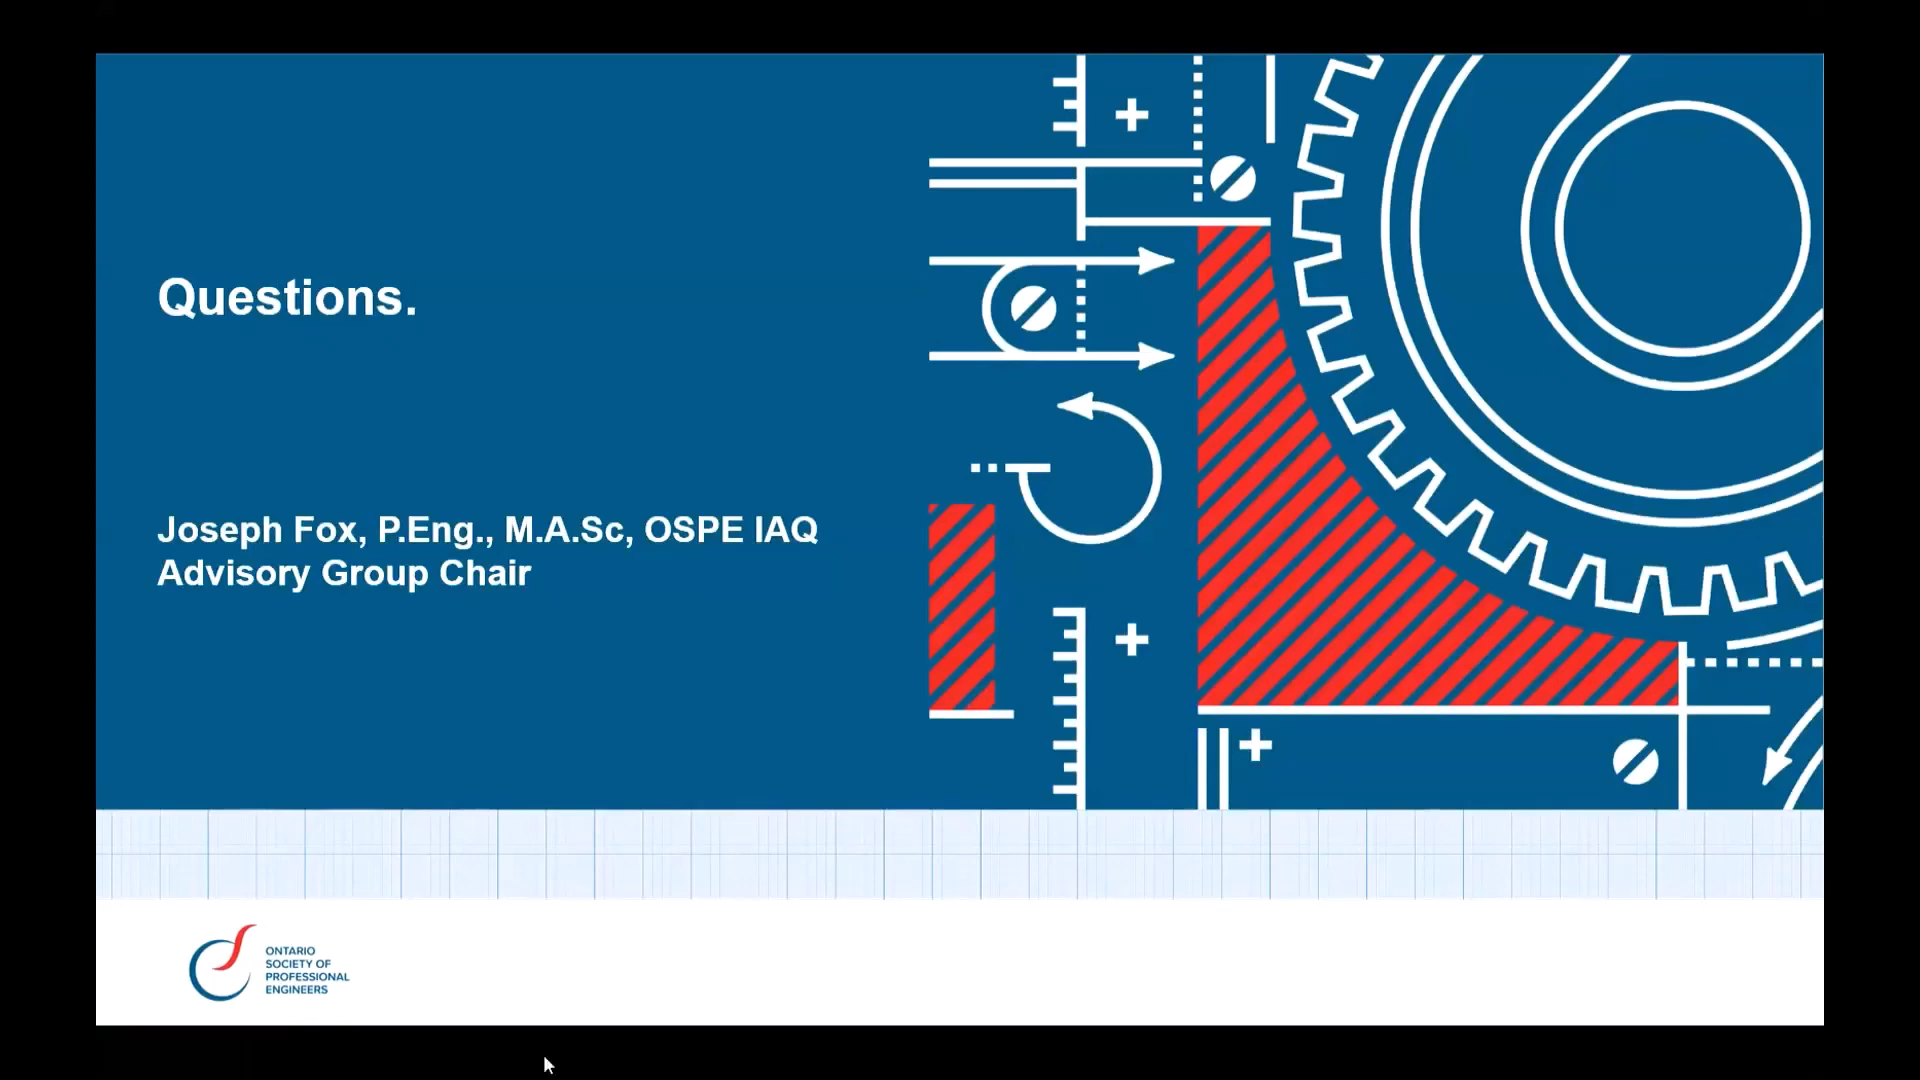 Questions.
Joseph Fox, P.Eng., M.A.Sc, OSPE IAQ
Advisory Group Chair
ONTARIO
SOCIETY OF
PROFESSIONAL
ENGINEERS